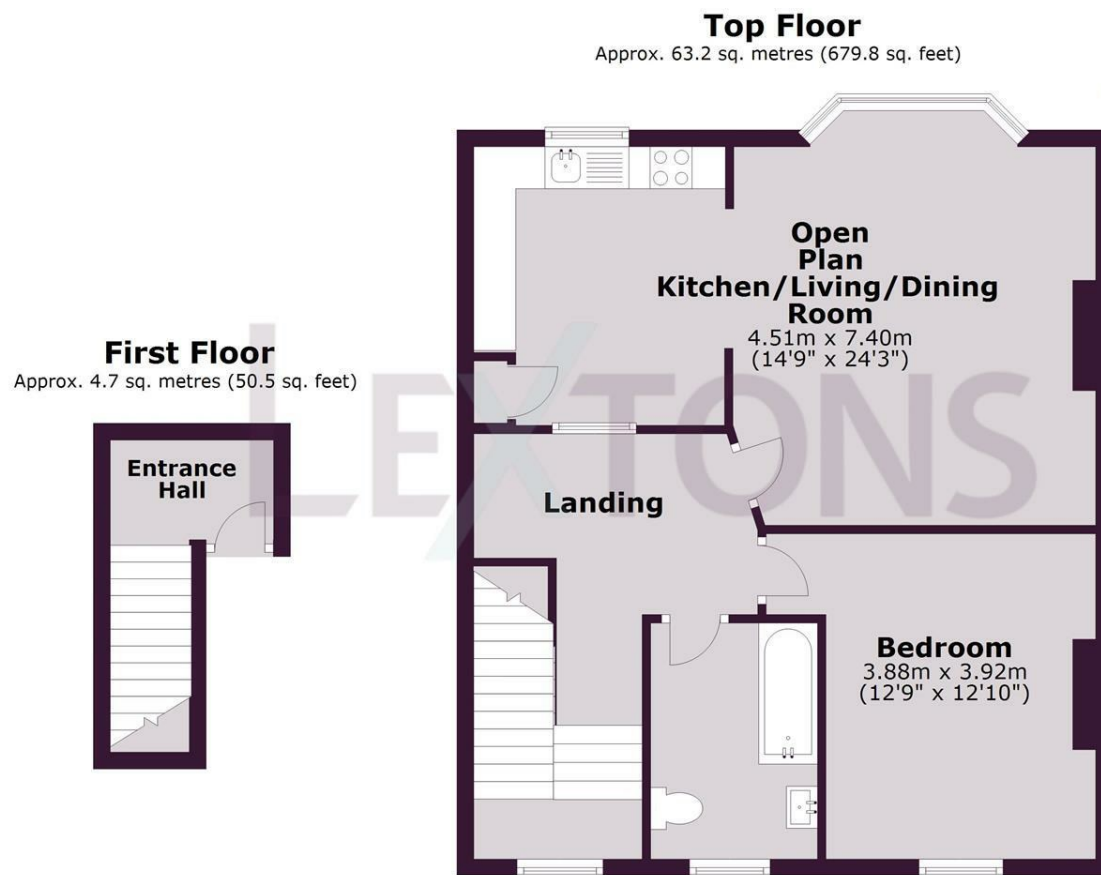 Top Floor
Approx. 63.2 sq. metres (679.8 sq. feet)
Open
Plan
Kitchen/Living/Dining
Room
4.51m x 7.40m
(14'9" x 24'3")
First Floor
Approx. 4.7 sq. metres (50.5 sq. feet)
Entrance
Hall
LEXTONS
Landing
Bedroom
3.88m x 3.92m
(12'9" x 12'10")